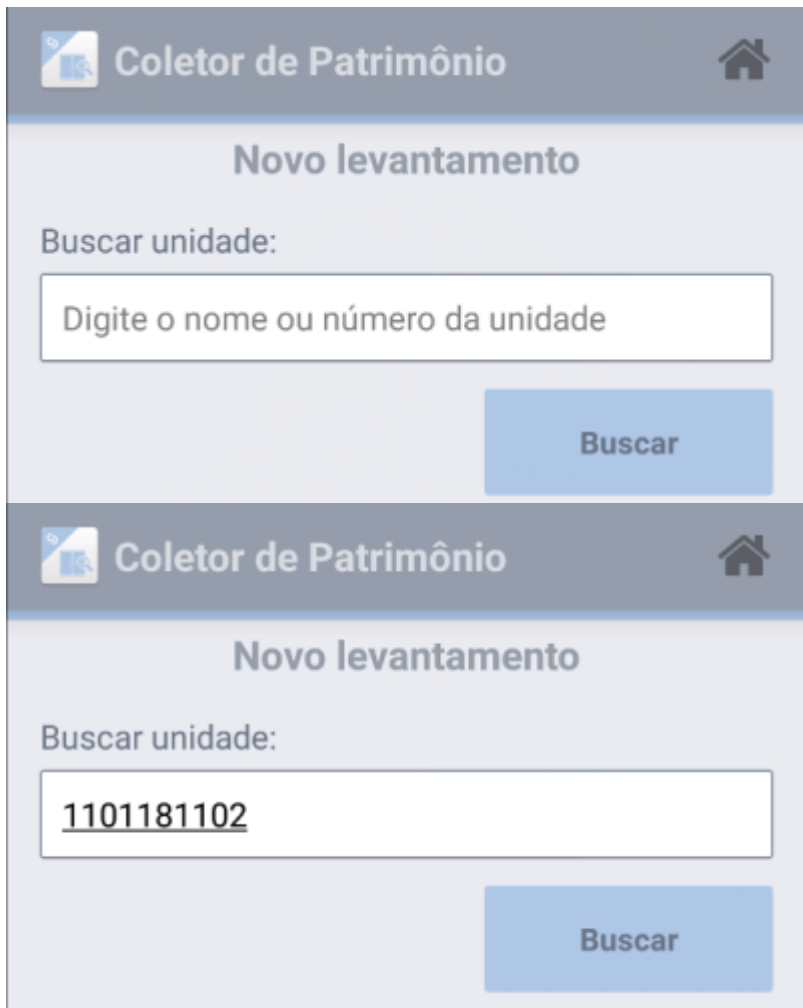 Coletor de Patrimônio
Novo levantamento
Buscar unidade:
Digite o nome ou número da unidade
Buscar
Coletor de Patrimônio
Novo levantamento
Buscar unidade:
1101181102
Buscar